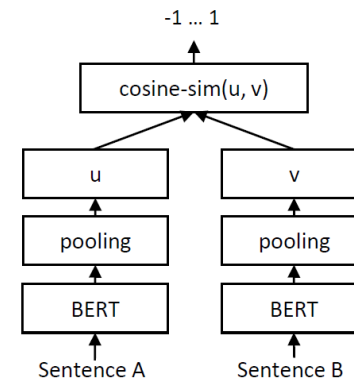 -1 ... 1
cosine-sim(u, v)
u v
pooling pooling
BERT BERT
Sentence A Sentence B